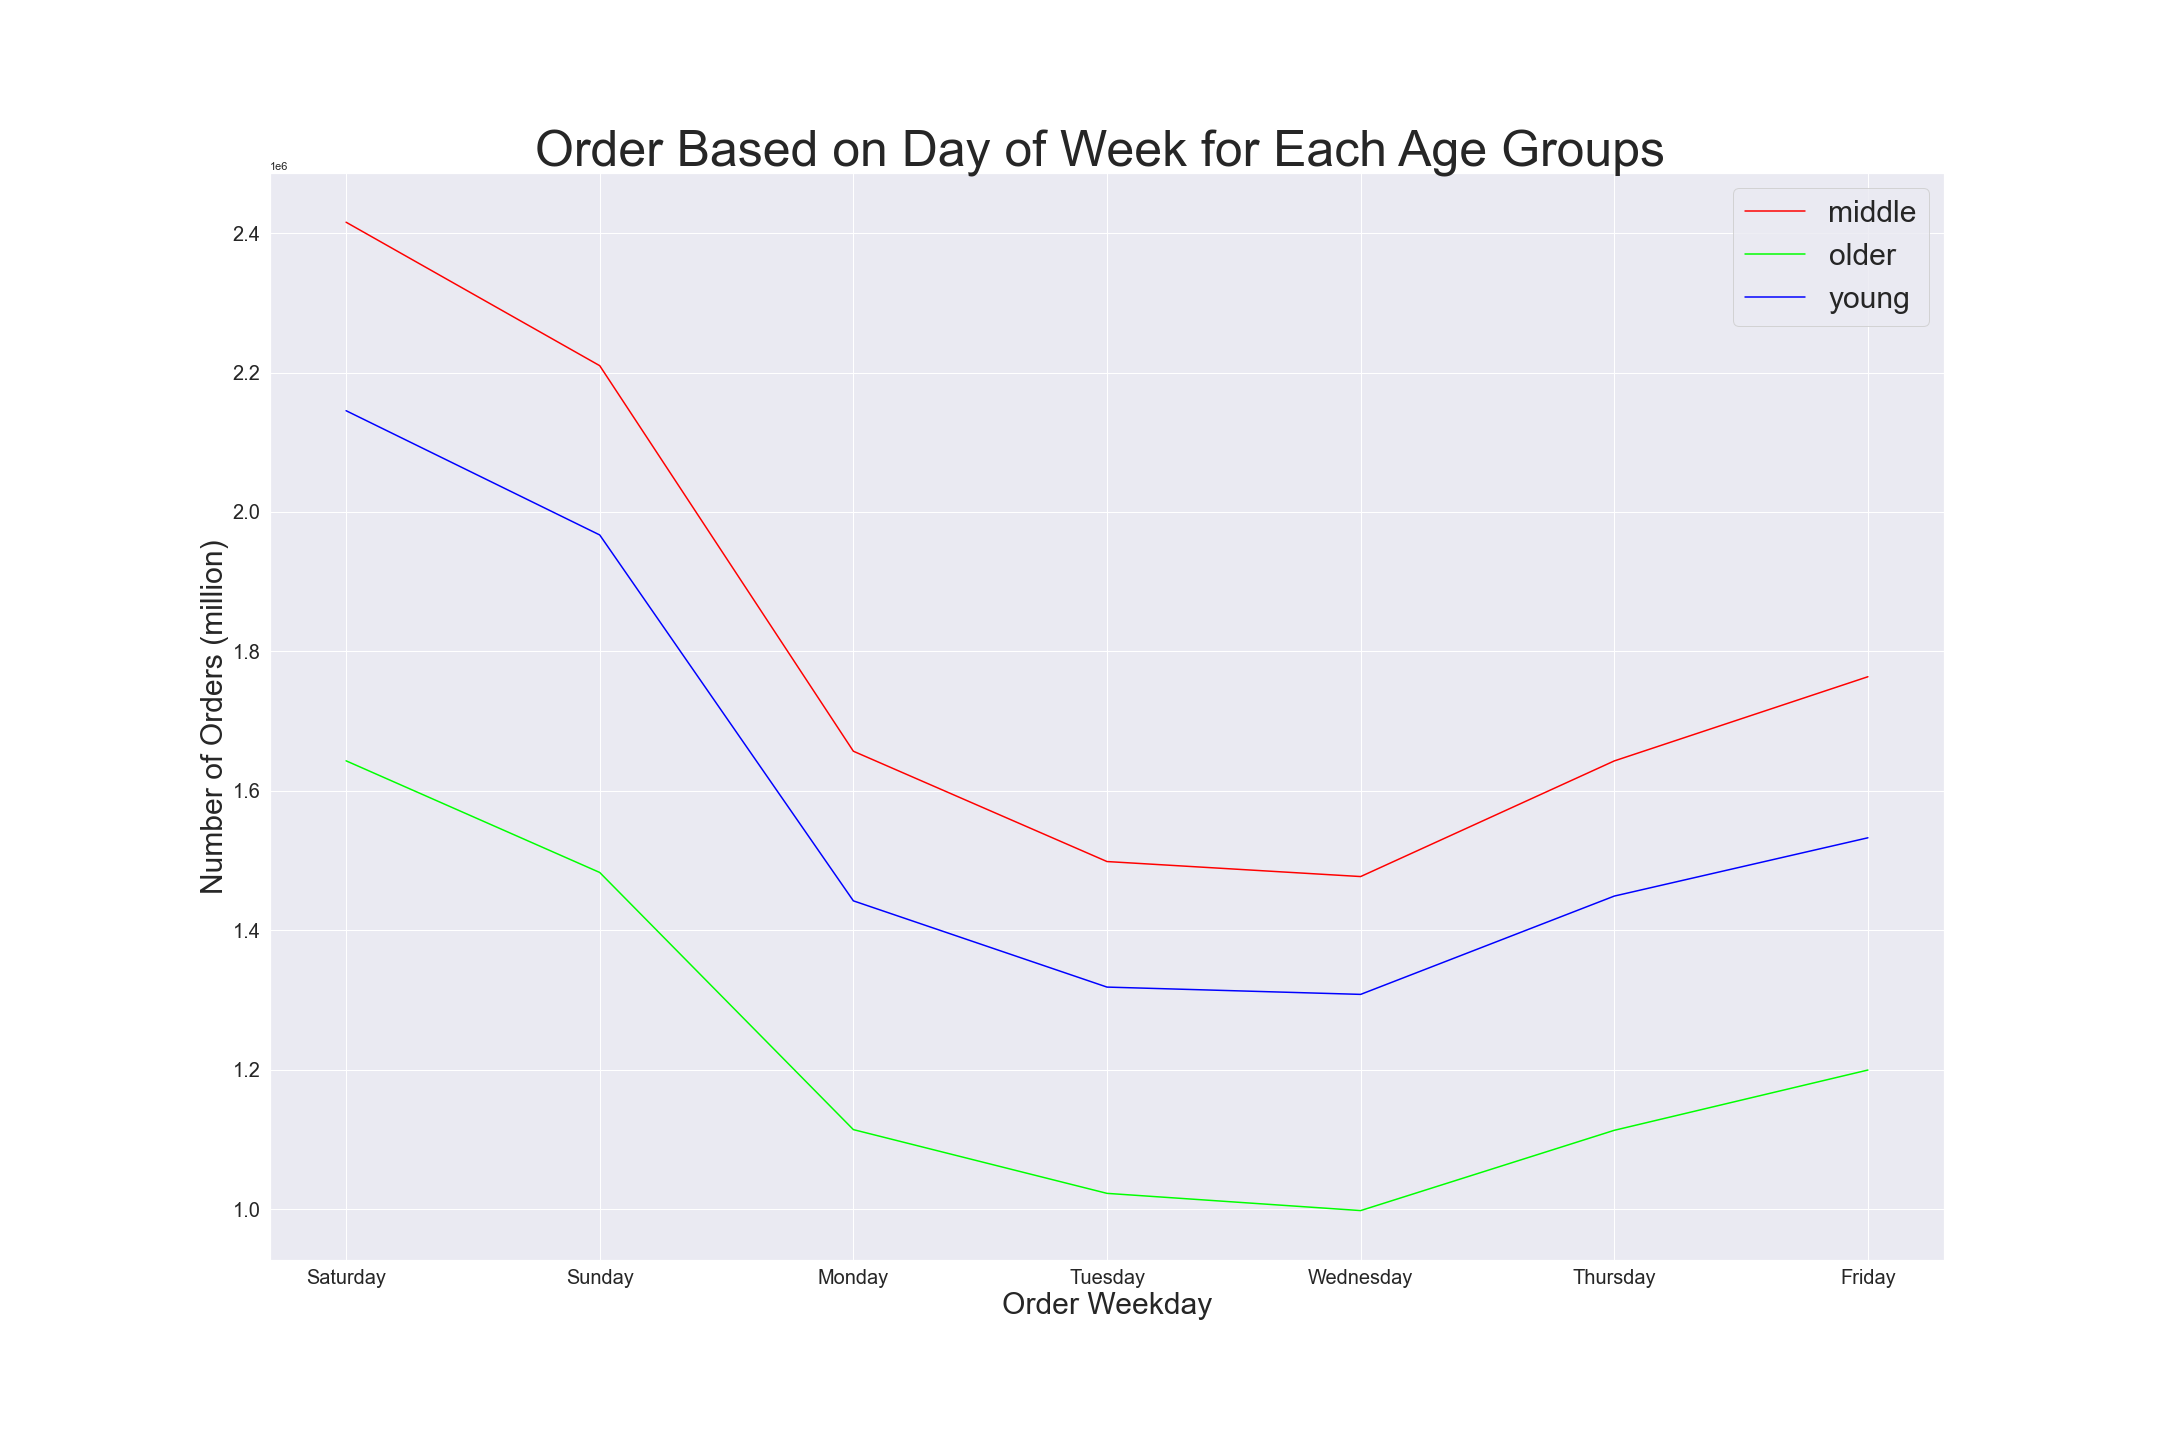 Order Based on Day of Week for Each Age Groups
1e6
middle
older
young
2.4
2.2
2.0
1.8
1.6
1.4
1.2
1.0
Number of Orders (million)
Saturday Sunday Monday Tuesday Wednesday Thursday Friday
Order Weekday